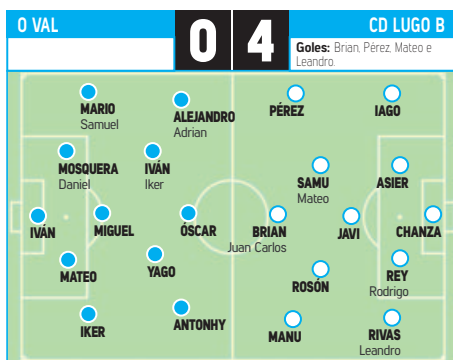 O VAL
0
4
CD LUGO B
Goles: Brian, Pérez, Mateo e
Leandro.
MARIO
Samuel
ALEJANDRO
Adrian
PÉREZ
IAGO
MOSQUERA
Daniel
IVÁN
Iker
SAMU
Mateo
ASIER
IVÁN
MIGUEL
ÓSCAR
BRIAN
Juan Carlos
JAVI
CHANZA
MATEO
YAGO
ROSÓN
REY
Rodrigo
IKER
ANTONHY
MANU
RIVAS
Leandro